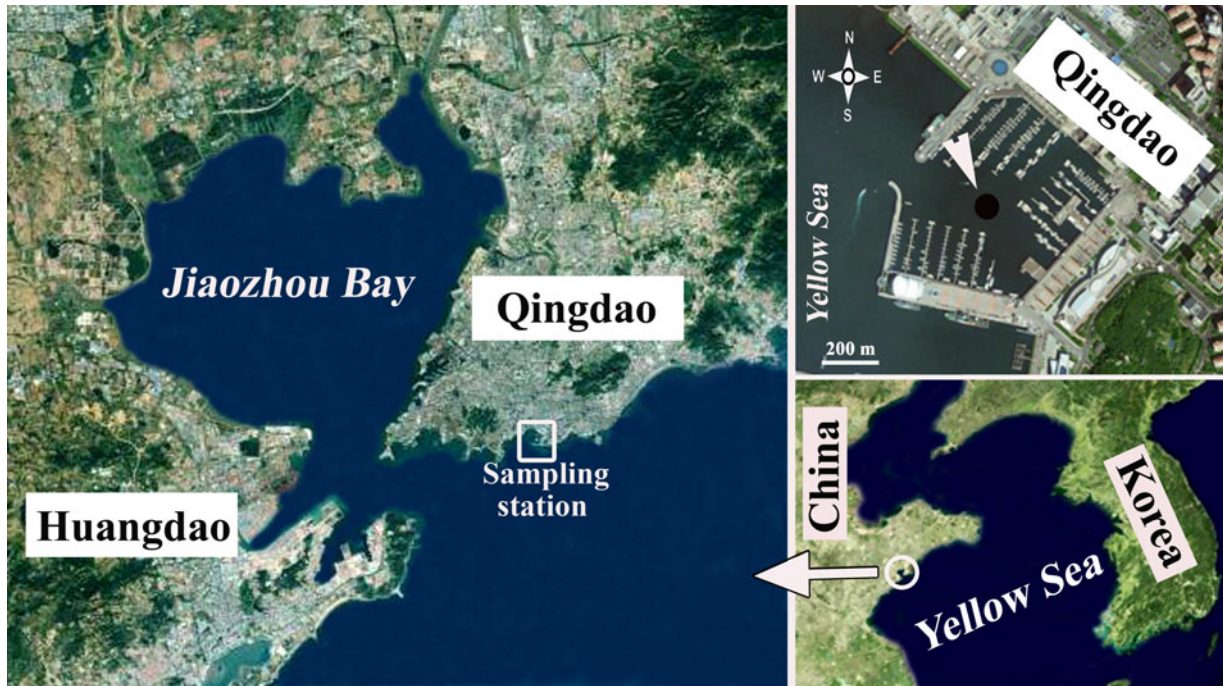 Jiaozhou Bay
Qingdao
Sampling
station
Huangdao
N
W E
S
Qingdao
Yellow Sea
200 m
China
Korea
Yellow Sea